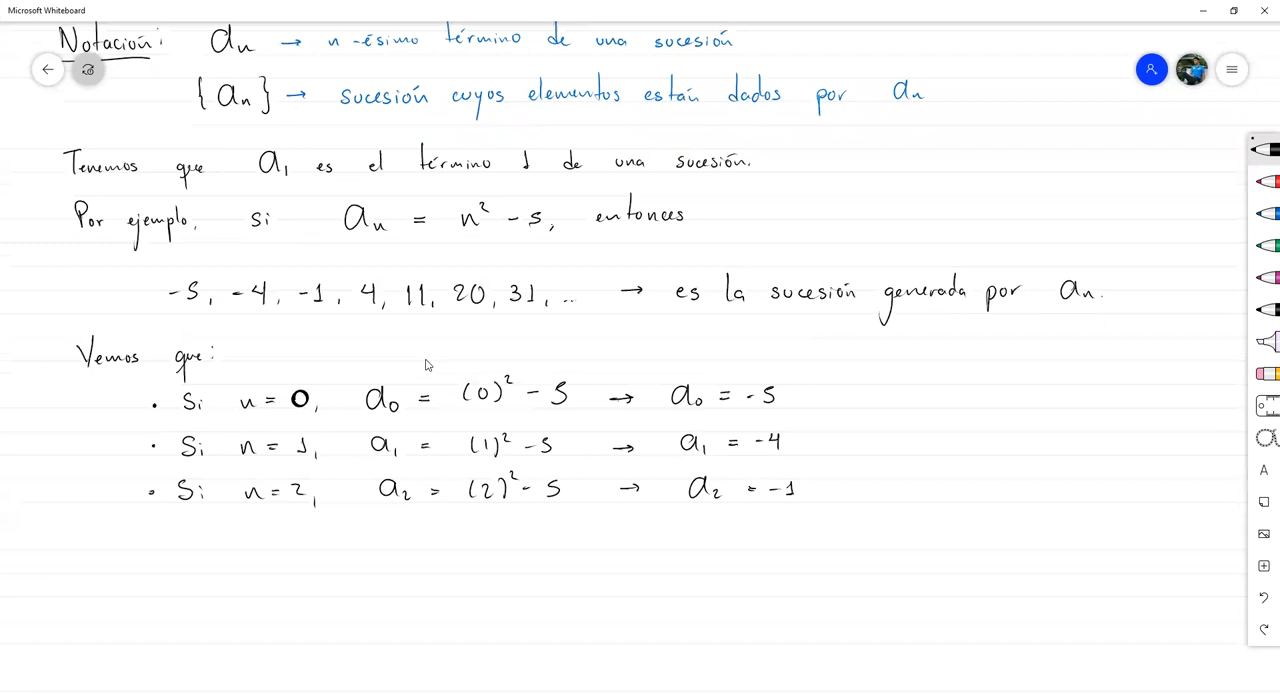 Microsoft Whiteboard
Notación: an → n-ésimo término de una sucesión
{an} → sucesión cuyos elementos están dados por an
Tenemos que a₁ es el término 1 de una sucesión.
Por ejemplo, si an = n² - 5, entonces
-5, -4, -1, 4, 11, 20, 31, ... → es la sucesión generada por an.
Vemos que:
• Si n = 0, a₀ = (0)² - 5 → a₀ = -5
• Si n = 1, a₁ = (1)² - 5 → a₁ = -4
• Si n = 2, a₂ = (2)² - 5 → a₂ = -1